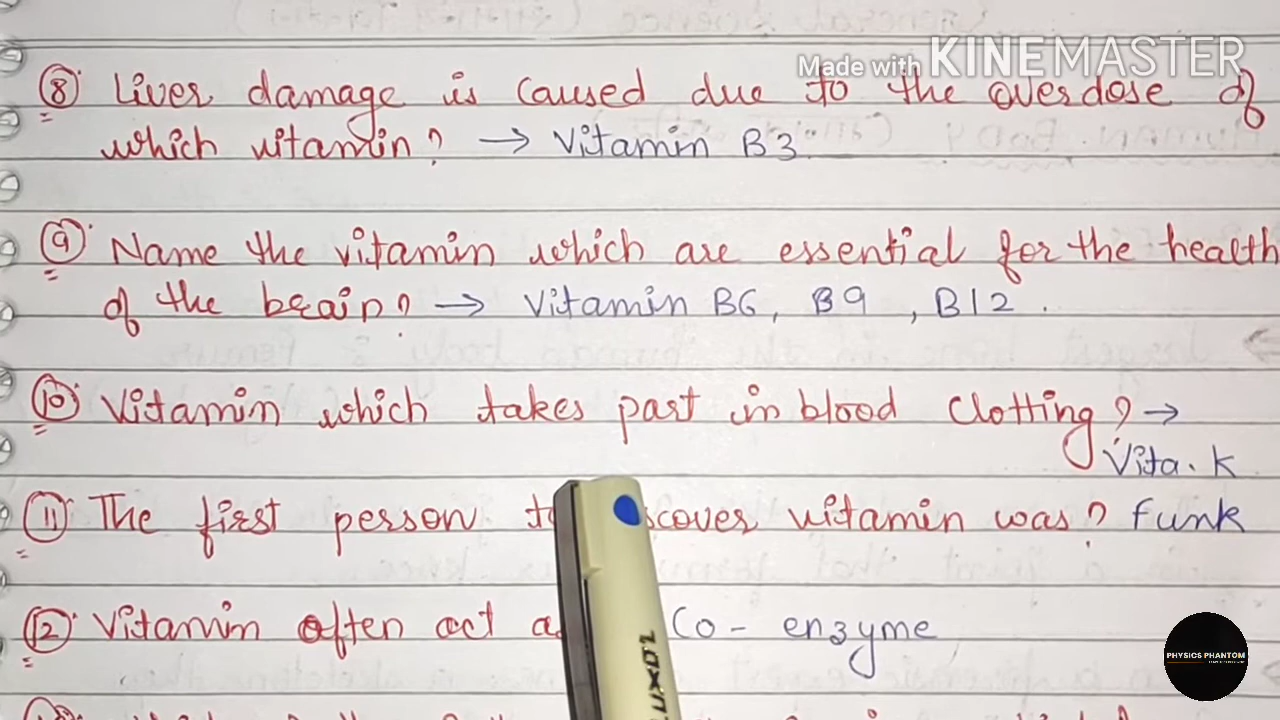 Made with KINEMASTER
8 Liver damage is caused due to the overdose of
which vitamin? → Vitamin B3
9 Name the vitamin which are essential for the health
of the brain? → Vitamin B6, B9, B12.
10 Vitamin which takes part in blood clotting? →
Vita. K
11 The first person vitamin was? Funk
12 Vitamin often act Co-enzyme
PHYSICS PHANTOM